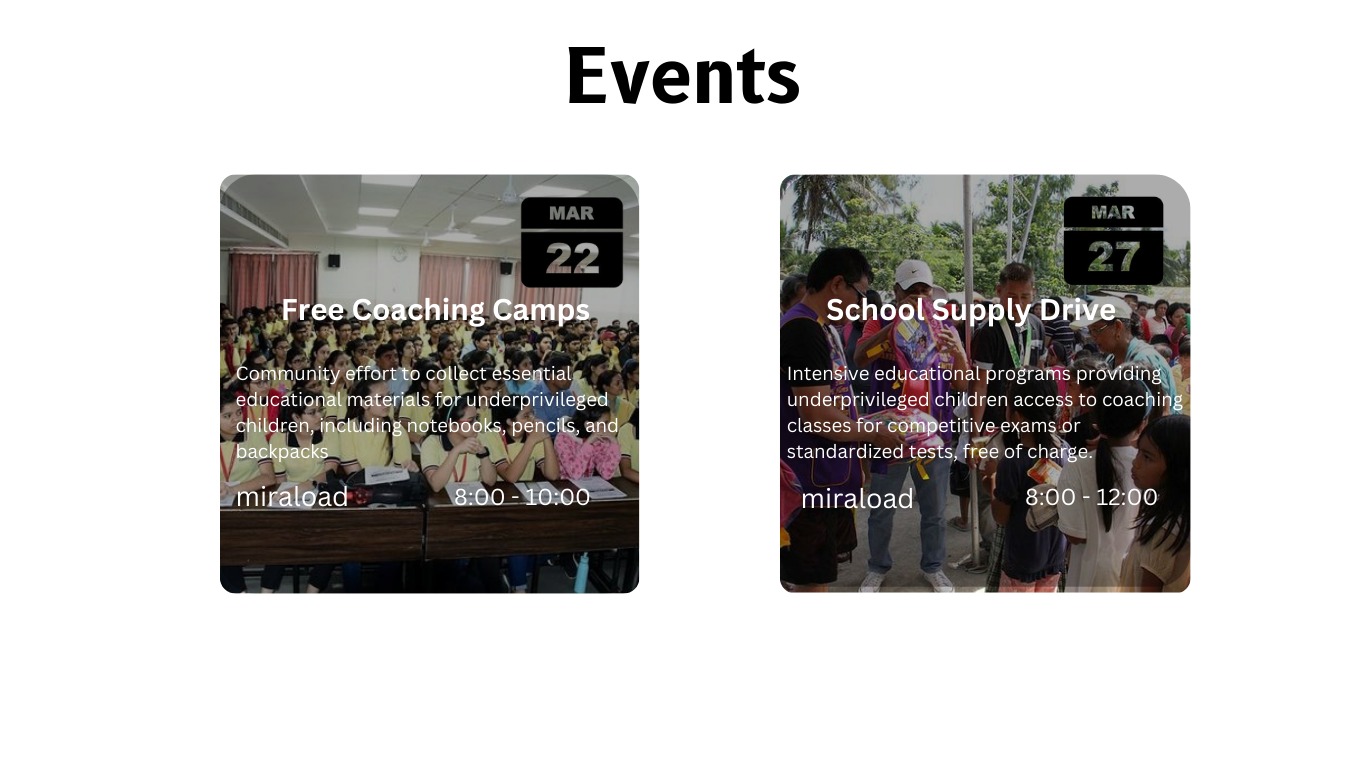 Events
MAR
22
Free Coaching Camps
Community effort to collect essential
educational materials for underprivileged
children, including notebooks, pencils, and
backpacks
miraload
8:00 - 10:00
MAR
27
School Supply Drive
Intensive educational programs providing
underprivileged children access to coaching
classes for competitive exams or
standardized tests, free of charge.
miraload
8:00 - 12:00